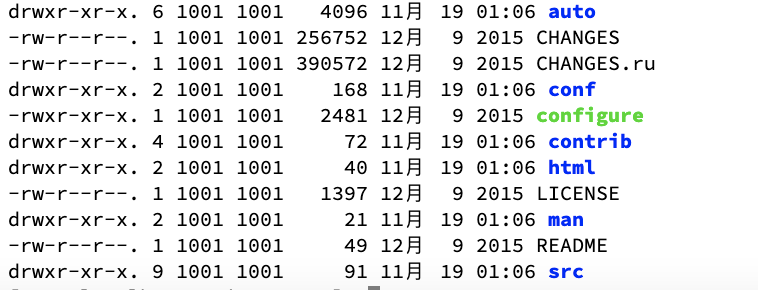 drwxr-xr-x. 6 1001 1001   4096 11月  19 01:06 auto
-rw-r--r--. 1 1001 1001 256752 12月   9 2015 CHANGES
-rw-r--r--. 1 1001 1001 390572 12月   9 2015 CHANGES.ru
drwxr-xr-x. 2 1001 1001    168 11月  19 01:06 conf
-rwxr-xr-x. 1 1001 1001   2481 12月   9 2015 configure
drwxr-xr-x. 4 1001 1001     72 11月  19 01:06 contrib
drwxr-xr-x. 2 1001 1001     40 11月  19 01:06 html
-rw-r--r--. 1 1001 1001   1397 12月   9 2015 LICENSE
drwxr-xr-x. 2 1001 1001     21 11月  19 01:06 man
-rw-r--r--. 1 1001 1001     49 12月   9 2015 README
drwxr-xr-x. 9 1001 1001     91 11月  19 01:06 src